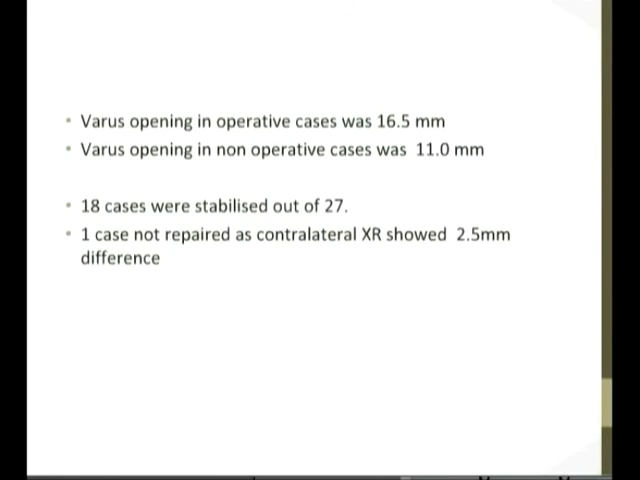 Varus opening in operative cases was 16.5 mm
Varus opening in non operative cases was 11.0 mm
18 cases were stabilised out of 27.
1 case not repaired as contralateral XR showed 2.5mm
difference